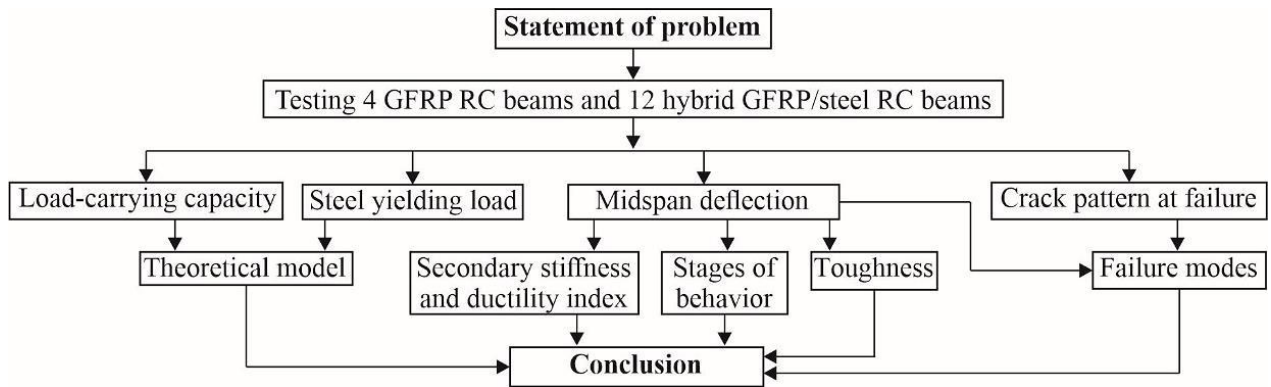 Statement of problem
Testing 4 GFRP RC beams and 12 hybrid GFRP/steel RC beams
Load-carrying capacity
Steel yielding load
Midspan deflection
Crack pattern at failure
Theoretical model
Secondary stiffness
and ductility index
Stages of
behavior
Toughness
Failure modes
Conclusion